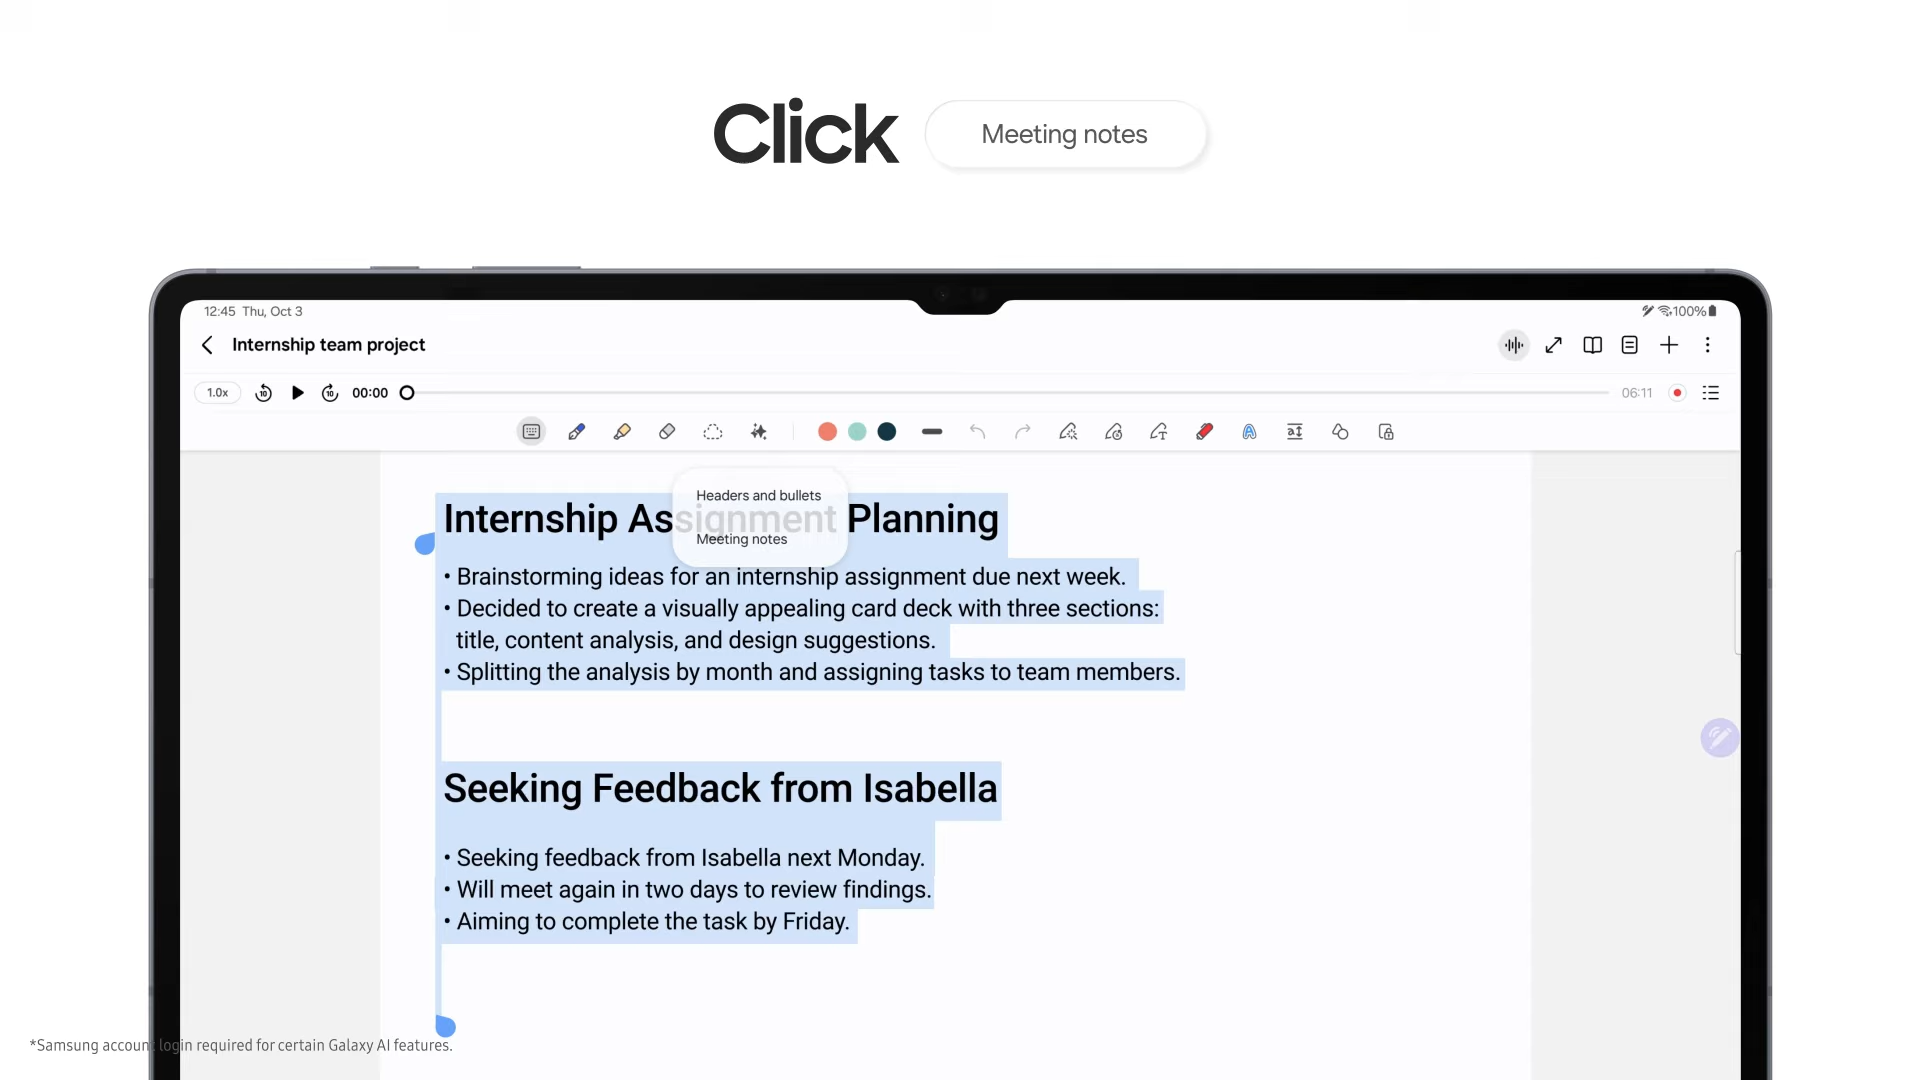 Click Meeting notes
12:45 Thu, Oct 3
100%
Internship team project
1.0x
10
10
00:00
06:11
Headers and bullets
Meeting notes
Internship Assignment Planning
• Brainstorming ideas for an internship assignment due next week.
• Decided to create a visually appealing card deck with three sections:
title, content analysis, and design suggestions.
• Splitting the analysis by month and assigning tasks to team members.
Seeking Feedback from Isabella
• Seeking feedback from Isabella next Monday.
• Will meet again in two days to review findings.
• Aiming to complete the task by Friday.
*Samsung account login required for certain Galaxy AI features.